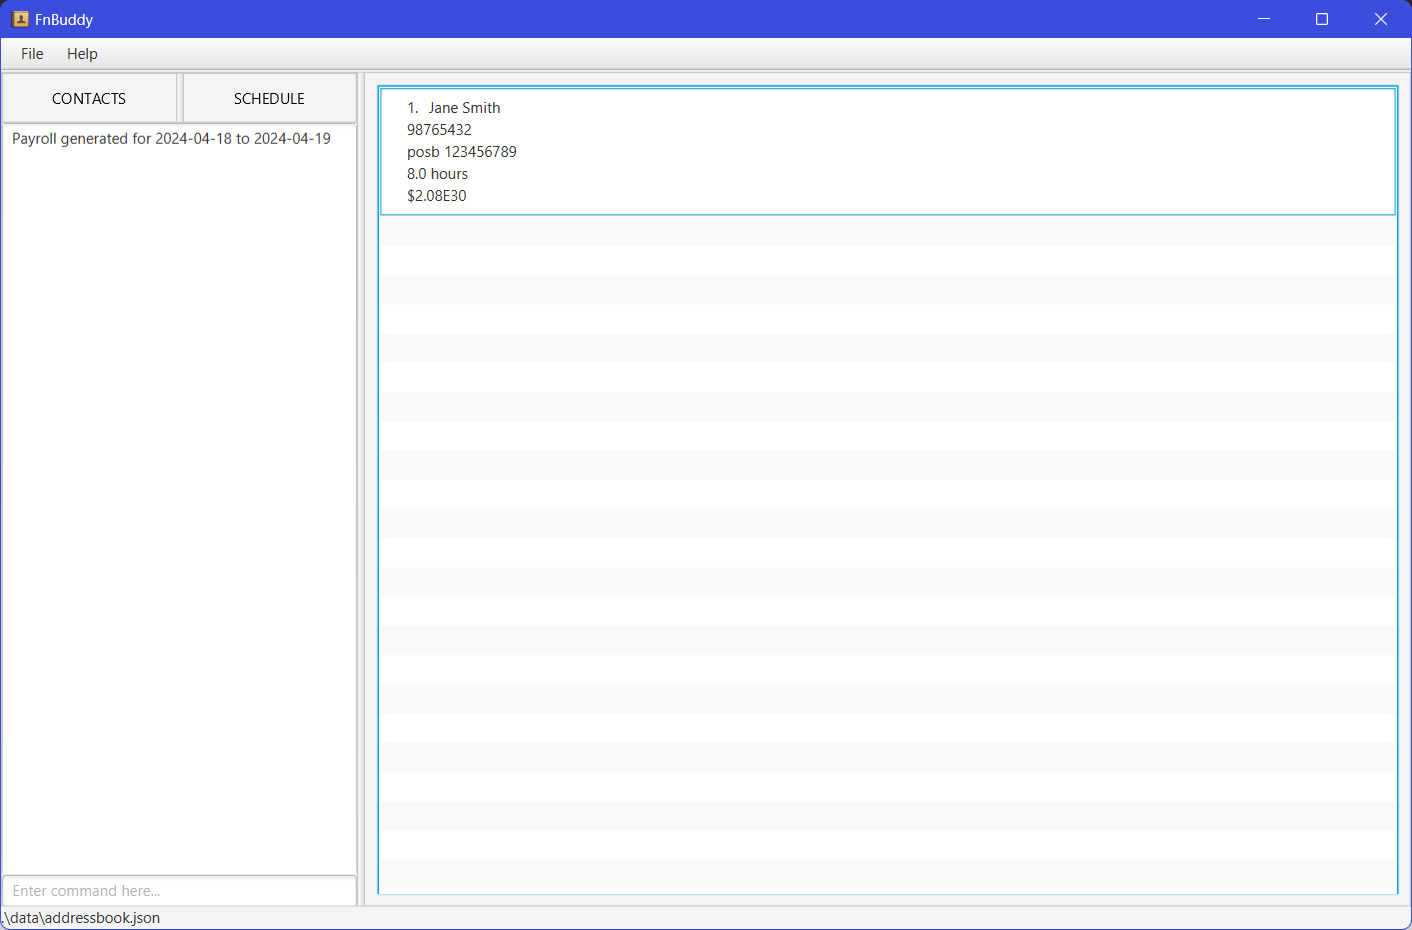 FnBuddy
File Help
CONTACTS SCHEDULE
Payroll generated for 2024-04-18 to 2024-04-19
1. Jane Smith
98765432
posb 123456789
8.0 hours
$2.08E30
Enter command here...
.\data\addressbook.json